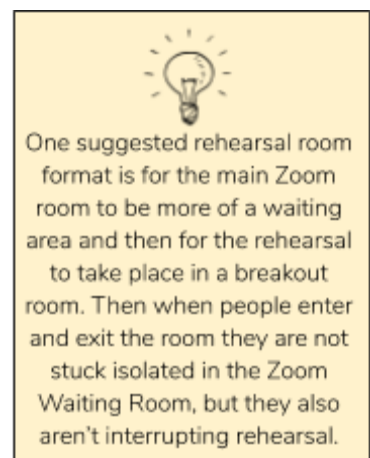 One suggested rehearsal room
format is for the main Zoom
room to be more of a waiting
area and then for the rehearsal
to take place in a breakout
room. Then when people enter
and exit the room they are not
stuck isolated in the Zoom
Waiting Room, but they also
aren't interrupting rehearsal.